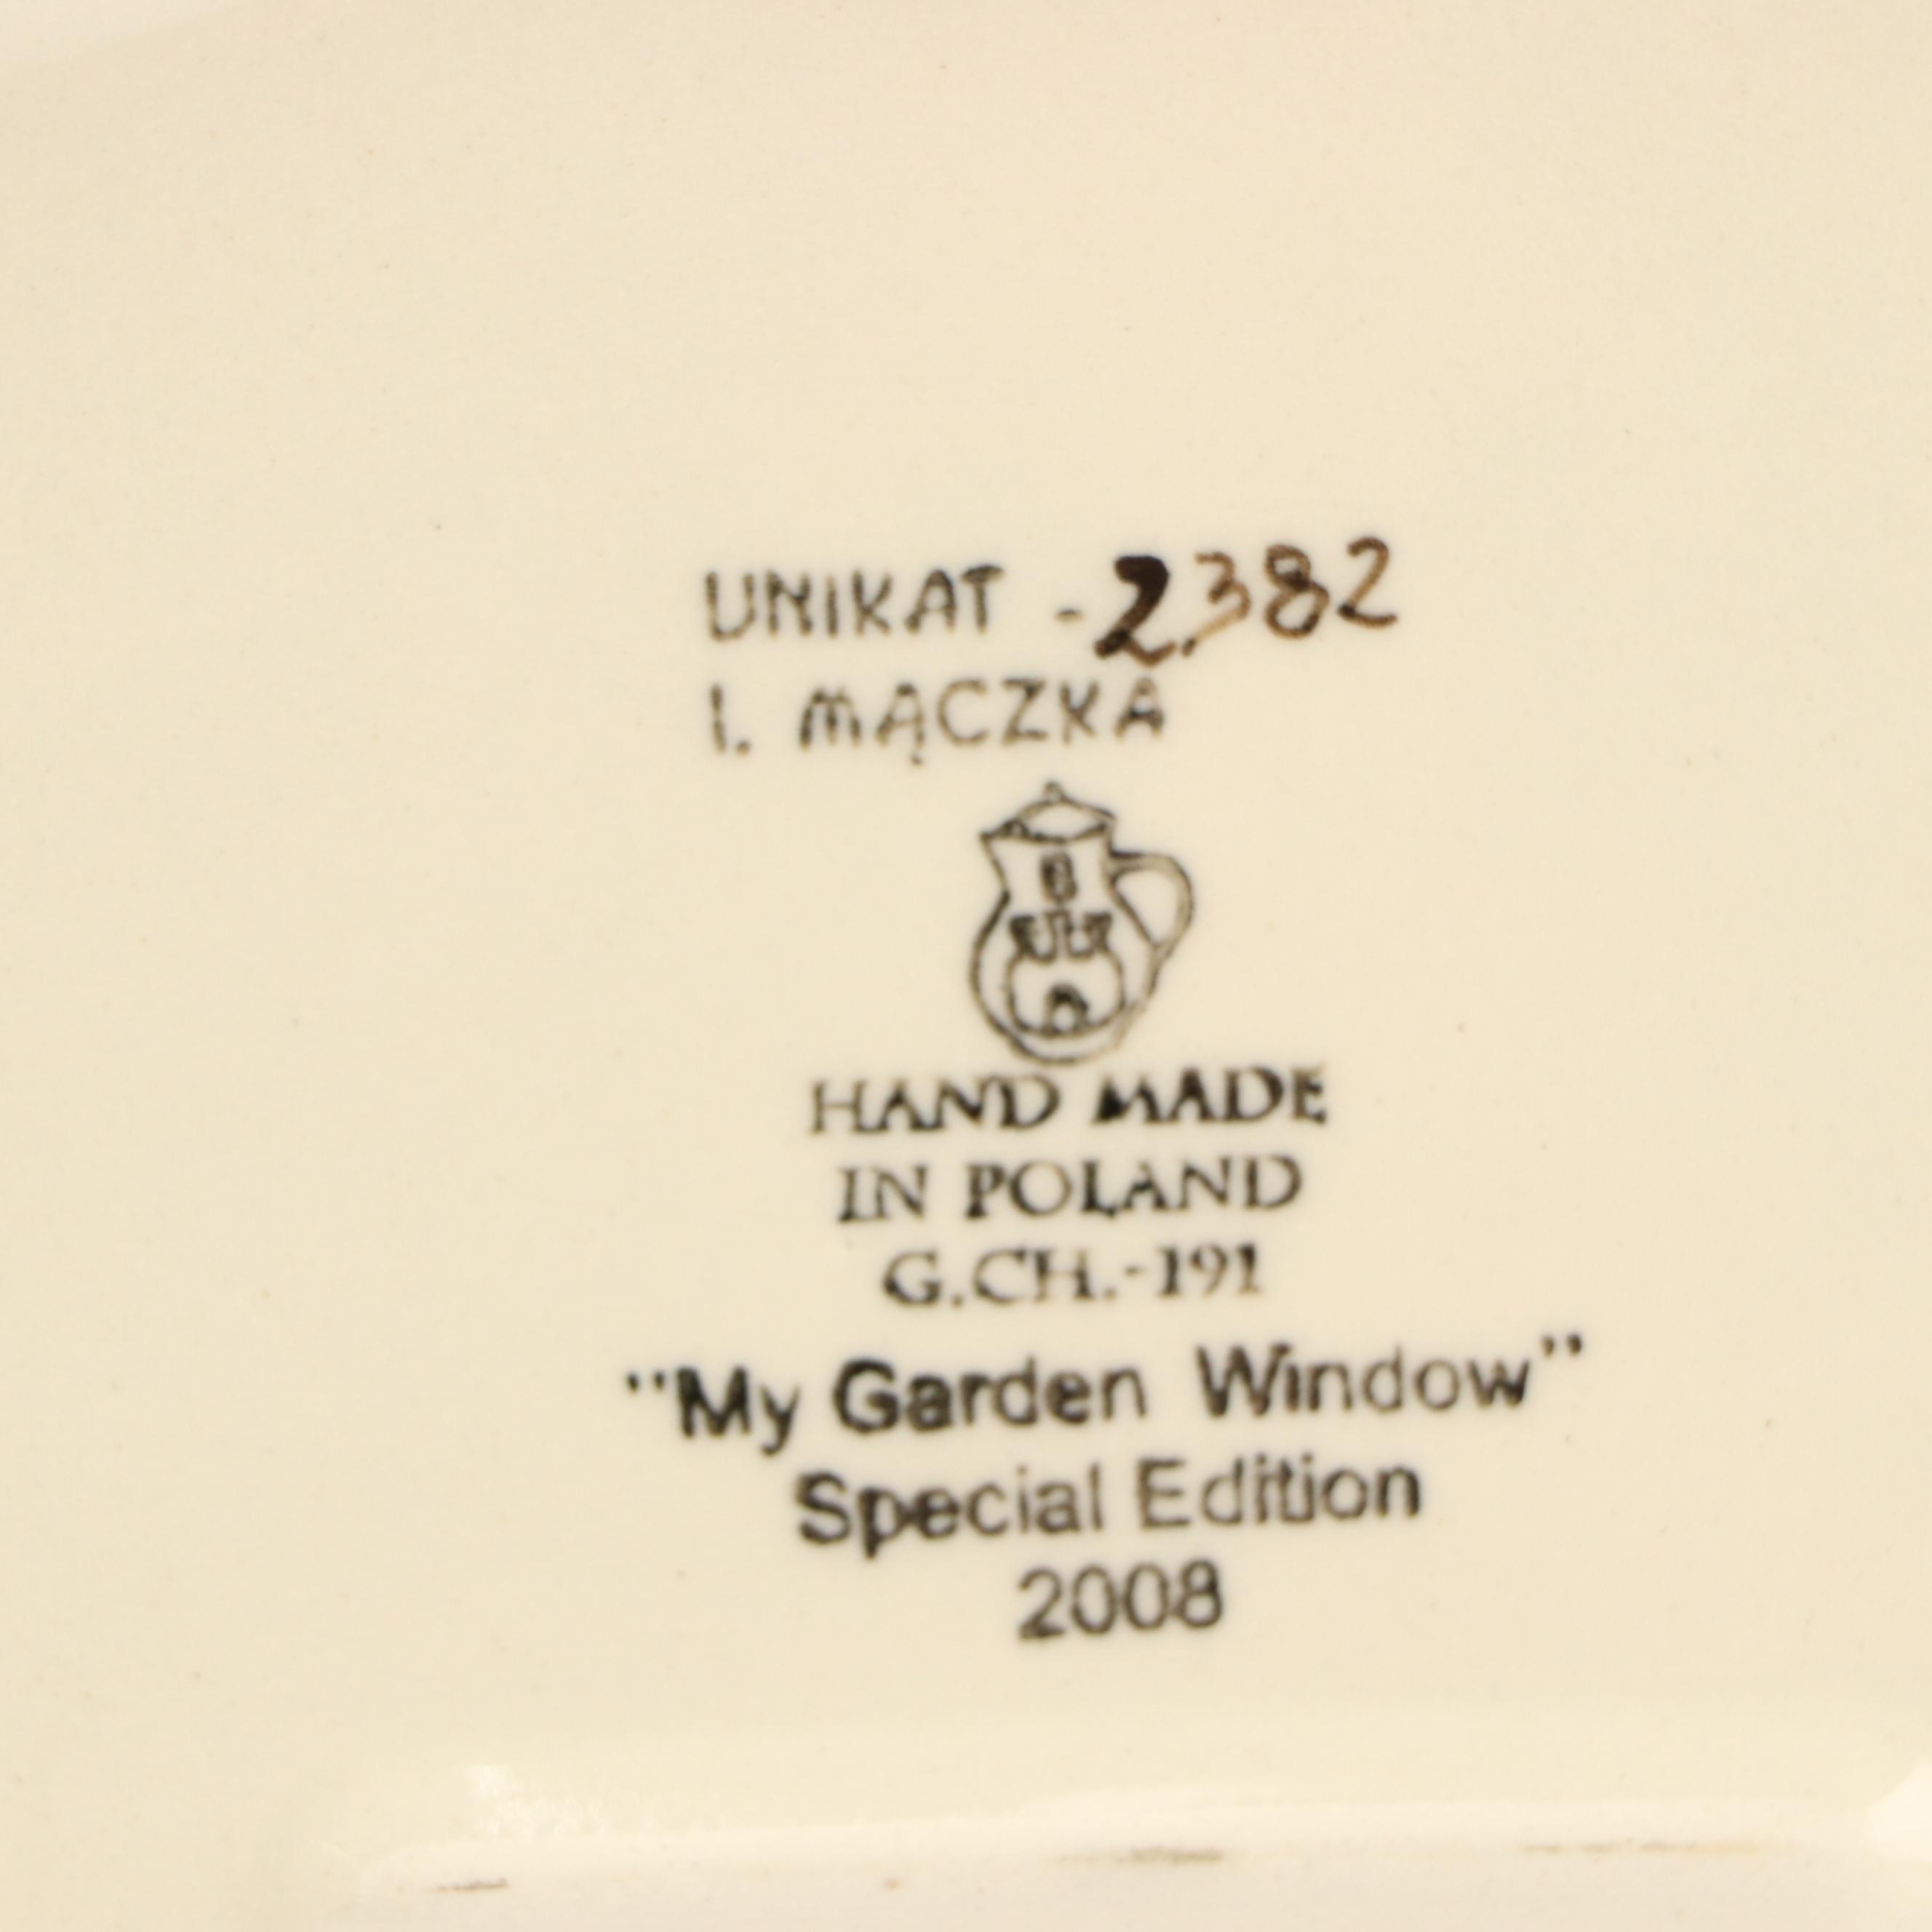 UNIKAT - 2382
I. MĄCZKA
HAND MADE
IN POLAND
G.CH.-191
"My Garden Window"
Special Edition
2008